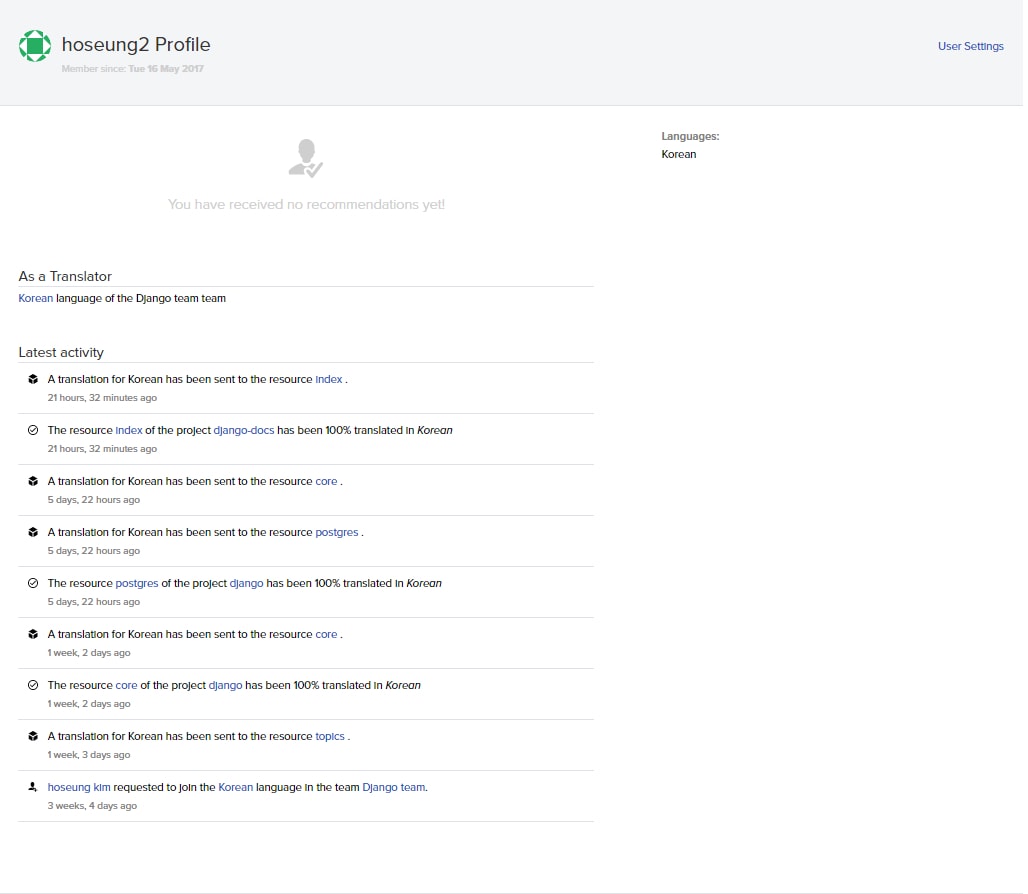 hoseung2 Profile
Member since: Tue 16 May 2017
User Settings
You have received no recommendations yet!
Languages:
Korean
As a Translator
Korean language of the Django team team
Latest activity
A translation for Korean has been sent to the resource index .
21 hours, 32 minutes ago
The resource index of the project django-docs has been 100% translated in Korean
21 hours, 32 minutes ago
A translation for Korean has been sent to the resource core .
5 days, 22 hours ago
A translation for Korean has been sent to the resource postgres .
5 days, 22 hours ago
The resource postgres of the project django has been 100% translated in Korean
5 days, 22 hours ago
A translation for Korean has been sent to the resource core .
1 week, 2 days ago
The resource core of the project django has been 100% translated in Korean
1 week, 2 days ago
A translation for Korean has been sent to the resource topics .
1 week, 3 days ago
hoseung kim requested to join the Korean language in the team Django team.
3 weeks, 4 days ago